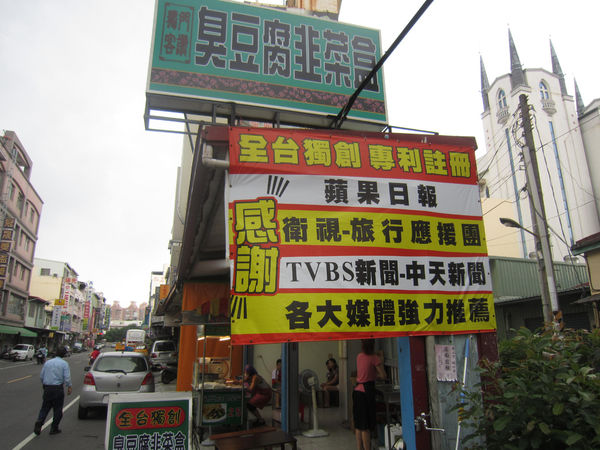 獨門
客讚
臭豆腐韭菜盒
全台獨創 專利註冊
蘋果日報
感謝
衛視-旅行應援團
TVBS新聞-中天新聞
各大媒體強力推薦
全台獨創
臭豆腐韭菜盒